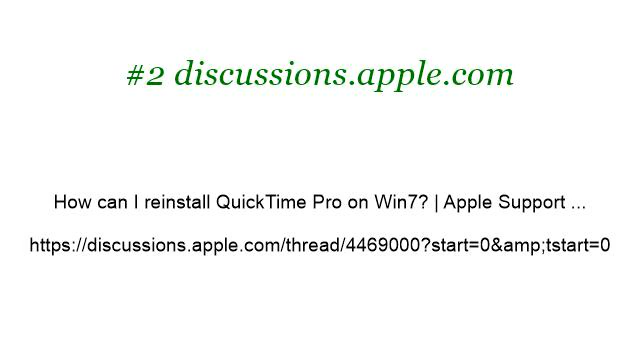 #2 discussions.apple.com
How can I reinstall QuickTime Pro on Win7? | Apple Support ...
https://discussions.apple.com/thread/4469000?start=0&amp;tstart=0